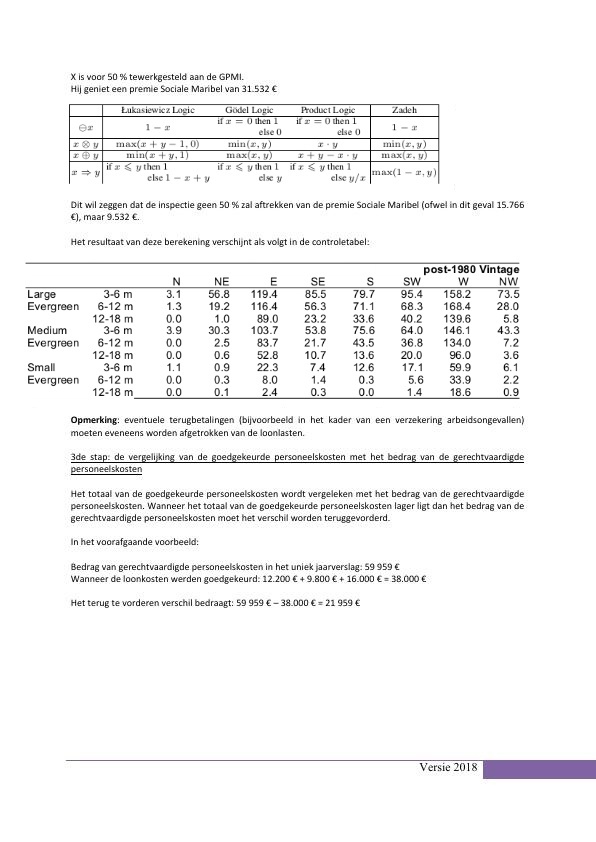 X is voor 50 % tewerkgesteld aan de GPMI.
Hij geniet een premie Sociale Maribel van 31.532 €
Łukasiewicz Logic Gödel Logic Product Logic Zadeh
⊖x 1 − x if x = 0 then 1 else 0 if x = 0 then 1 else 0 1 − x
x ⊗ y max(x + y − 1, 0) min(x, y) x · y min(x, y)
x ⊕ y min(x + y, 1) max(x, y) x + y − x · y max(x, y)
x ⇒ y if x ⩽ y then 1 else 1 − x + y if x ⩽ y then 1 else y if x ⩽ y then 1 else y/x max(1 − x, y)
Dit wil zeggen dat de inspectie geen 50 % zal aftrekken van de premie Sociale Maribel (ofwel in dit geval 15.766
€), maar 9.532 €.
Het resultaat van deze berekening verschijnt als volgt in de controletabel:
post-1980 Vintage
N NE E SE S SW W NW
Large 3-6 m 3.1 56.8 119.4 85.5 79.7 95.4 158.2 73.5
Evergreen 6-12 m 1.3 19.2 116.4 56.3 71.1 68.3 168.4 28.0
12-18 m 0.0 1.0 89.0 23.2 33.6 40.2 139.6 5.8
Medium 3-6 m 3.9 30.3 103.7 53.8 75.6 64.0 146.1 43.3
Evergreen 6-12 m 0.0 2.5 83.7 21.7 43.5 36.8 134.0 7.2
12-18 m 0.0 0.6 52.8 10.7 13.6 20.0 96.0 3.6
Small 3-6 m 1.1 0.9 22.3 7.4 12.6 17.1 59.9 6.1
Evergreen 6-12 m 0.0 0.3 8.0 1.4 0.3 5.6 33.9 2.2
12-18 m 0.0 0.1 2.4 0.3 0.0 1.4 18.6 0.9
Opmerking: eventuele terugbetalingen (bijvoorbeeld in het kader van een verzekering arbeidsongevallen)
moeten eveneens worden afgetrokken van de loonlasten.
3de stap: de vergelijking van de goedgekeurde personeelskosten met het bedrag van de gerechtvaardigde
personeelskosten
Het totaal van de goedgekeurde personeelskosten wordt vergeleken met het bedrag van de gerechtvaardigde
personeelskosten. Wanneer het totaal van de goedgekeurde personeelskosten lager ligt dan het bedrag van de
gerechtvaardigde personeelskosten moet het verschil worden teruggevorderd.
In het voorafgaande voorbeeld:
Bedrag van gerechtvaardigde personeelskosten in het uniek jaarverslag: 59 959 €
Wanneer de loonkosten werden goedgekeurd: 12.200 € + 9.800 € + 16.000 € = 38.000 €
Het terug te vorderen verschil bedraagt: 59 959 € – 38.000 € = 21 959 €
Versie 2018